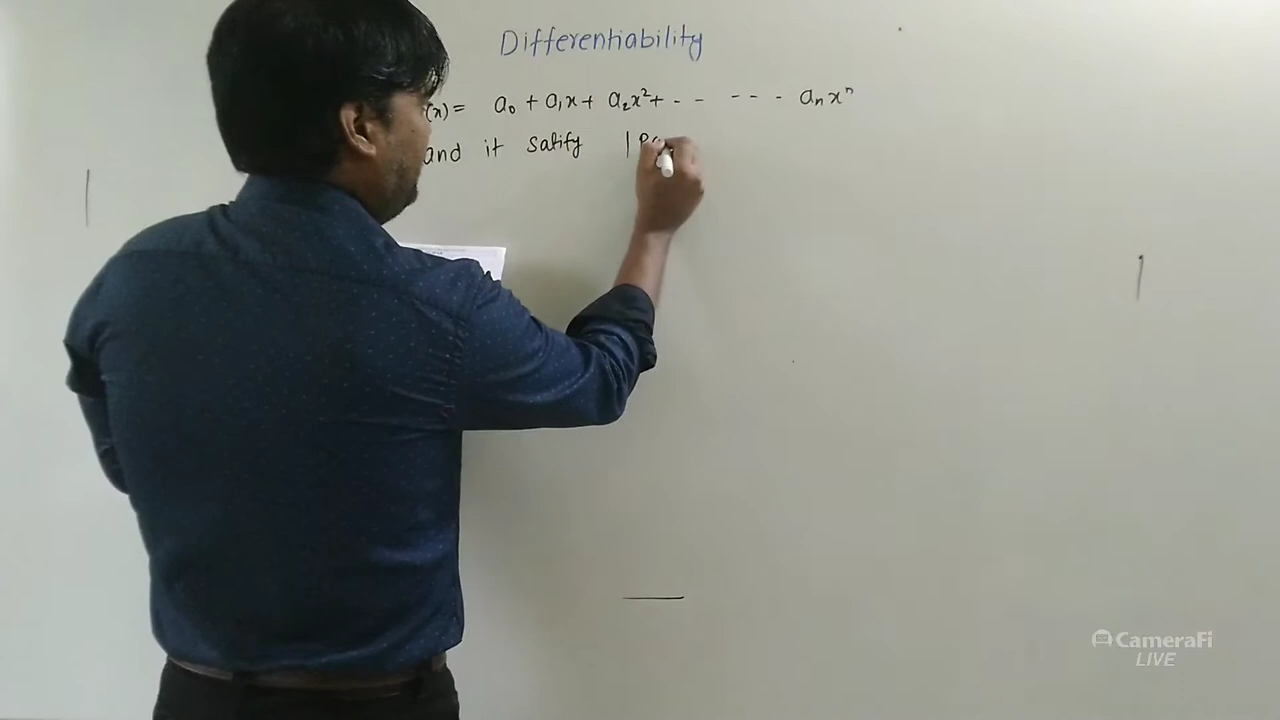 Differentiability
(x) = a₀ + a₁x + a₂x² + - - - - - aₙxⁿ
and it satify |P
CameraFi
LIVE